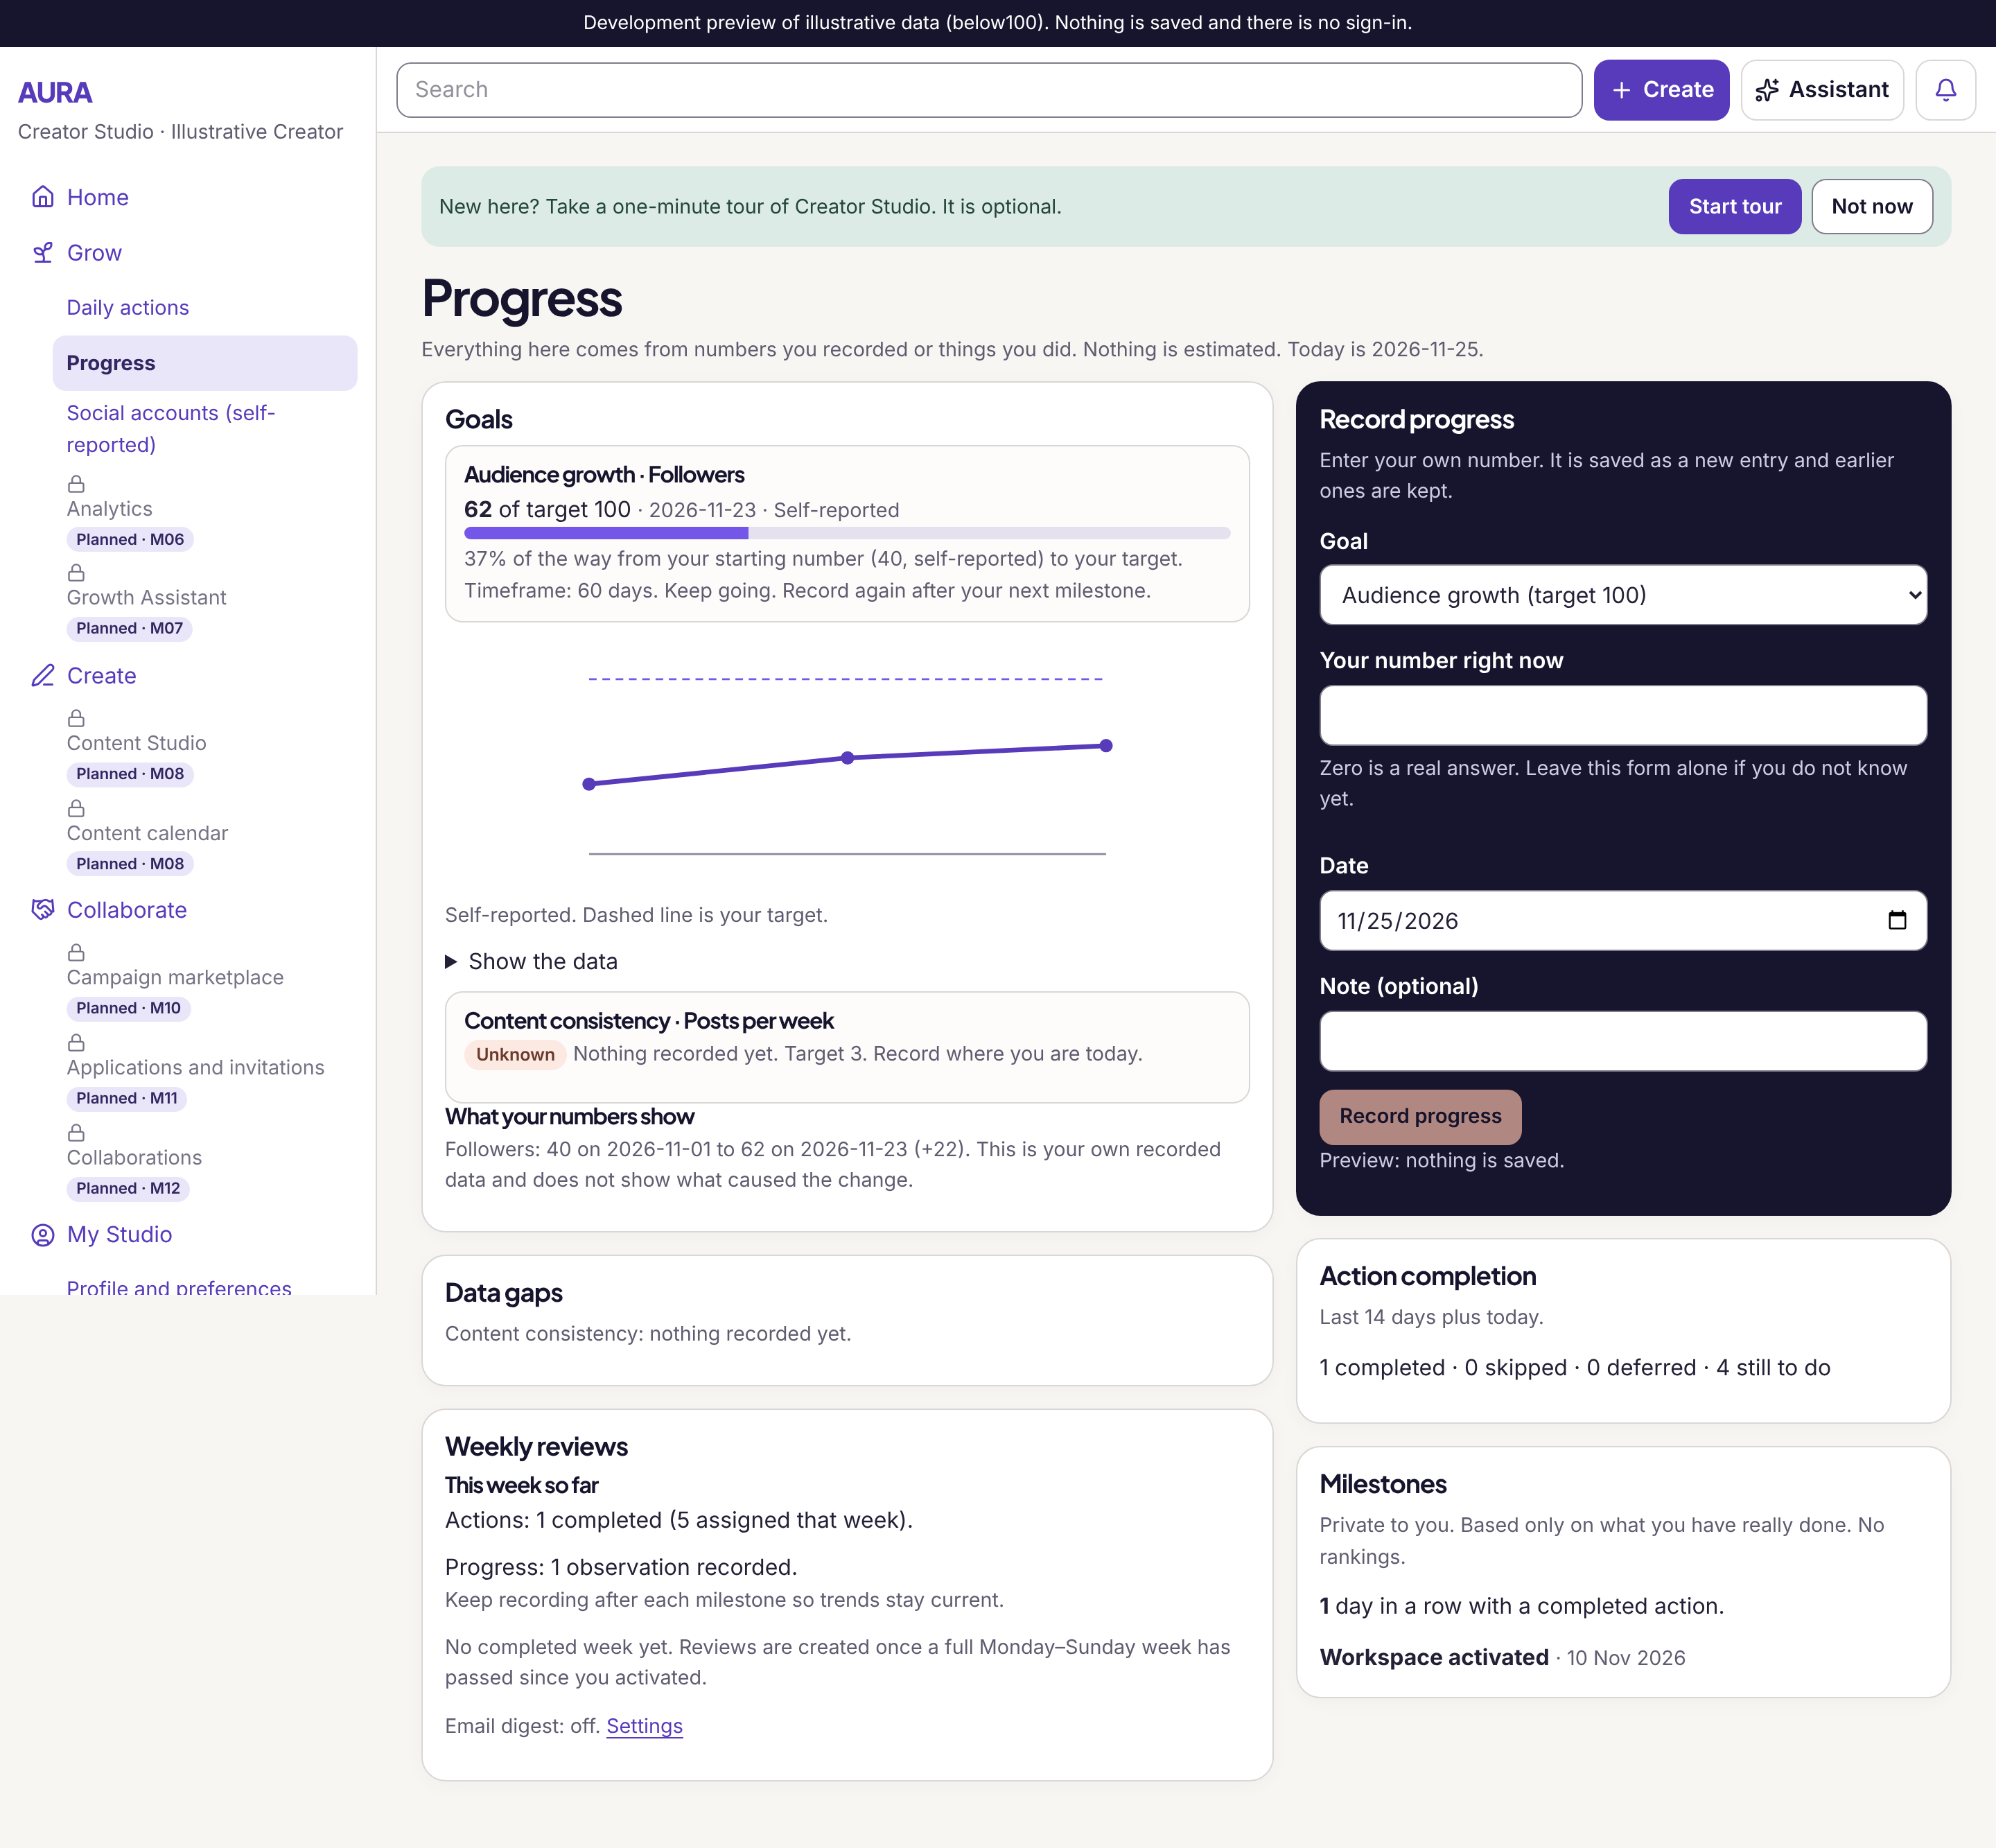 Development preview of illustrative data (below100). Nothing is saved and there is no sign-in.
AURA
Creator Studio · Illustrative Creator
Home
Grow
Daily actions
Progress
Social accounts (self-
reported)
Analytics
Planned · M06
Growth Assistant
Planned · M07
Create
Content Studio
Planned · M08
Content calendar
Planned · M08
Collaborate
Campaign marketplace
Planned · M10
Applications and invitations
Planned · M11
Collaborations
Planned · M12
My Studio
Profile and preferences
Search
Create
Assistant
New here? Take a one-minute tour of Creator Studio. It is optional.
Start tour
Not now
Progress
Everything here comes from numbers you recorded or things you did. Nothing is estimated. Today is 2026-11-25.
Goals
Audience growth · Followers
62 of target 100 · 2026-11-23 · Self-reported
37% of the way from your starting number (40, self-reported) to your target.
Timeframe: 60 days. Keep going. Record again after your next milestone.
Self-reported. Dashed line is your target.
Show the data
Content consistency · Posts per week
Unknown Nothing recorded yet. Target 3. Record where you are today.
What your numbers show
Followers: 40 on 2026-11-01 to 62 on 2026-11-23 (+22). This is your own recorded
data and does not show what caused the change.
Data gaps
Content consistency: nothing recorded yet.
Weekly reviews
This week so far
Actions: 1 completed (5 assigned that week).
Progress: 1 observation recorded.
Keep recording after each milestone so trends stay current.
No completed week yet. Reviews are created once a full Monday–Sunday week has
passed since you activated.
Email digest: off. Settings
Record progress
Enter your own number. It is saved as a new entry and earlier
ones are kept.
Goal
Audience growth (target 100)
Your number right now
Zero is a real answer. Leave this form alone if you do not know
yet.
Date
11/25/2026
Note (optional)
Record progress
Preview: nothing is saved.
Action completion
Last 14 days plus today.
1 completed · 0 skipped · 0 deferred · 4 still to do
Milestones
Private to you. Based only on what you have really done. No
rankings.
1 day in a row with a completed action.
Workspace activated · 10 Nov 2026